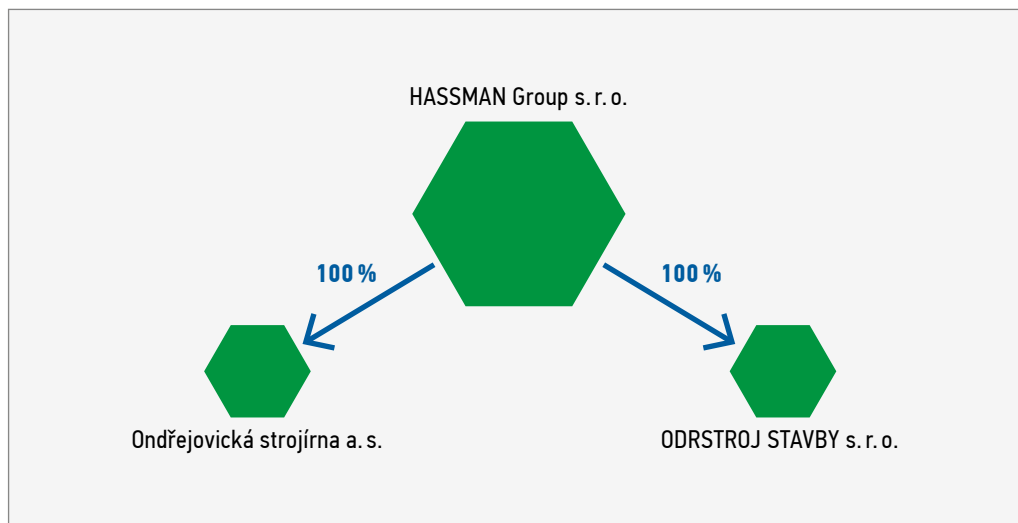 HASSMAN Group s. r. o.
100 %
100 %
Ondřejovická strojírna a. s.
ODRSTROJ STAVBY s. r. o.